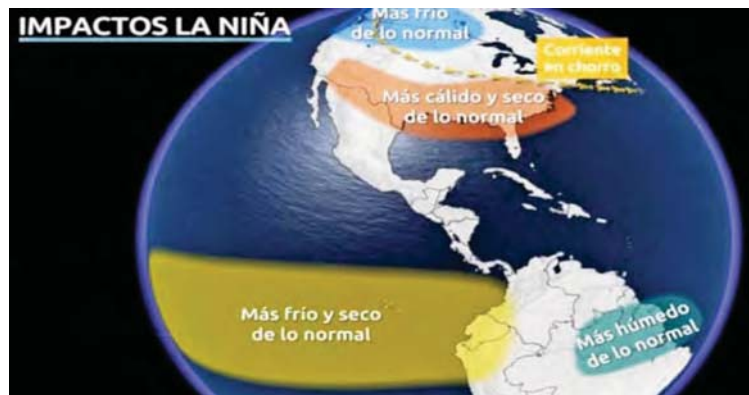 IMPACTOS LA NIÑA
Más frío
de lo normal
Corriente
en chorro
Más cálido y seco
de lo normal
Más frío y seco
de lo normal
Más húmedo
de lo normal